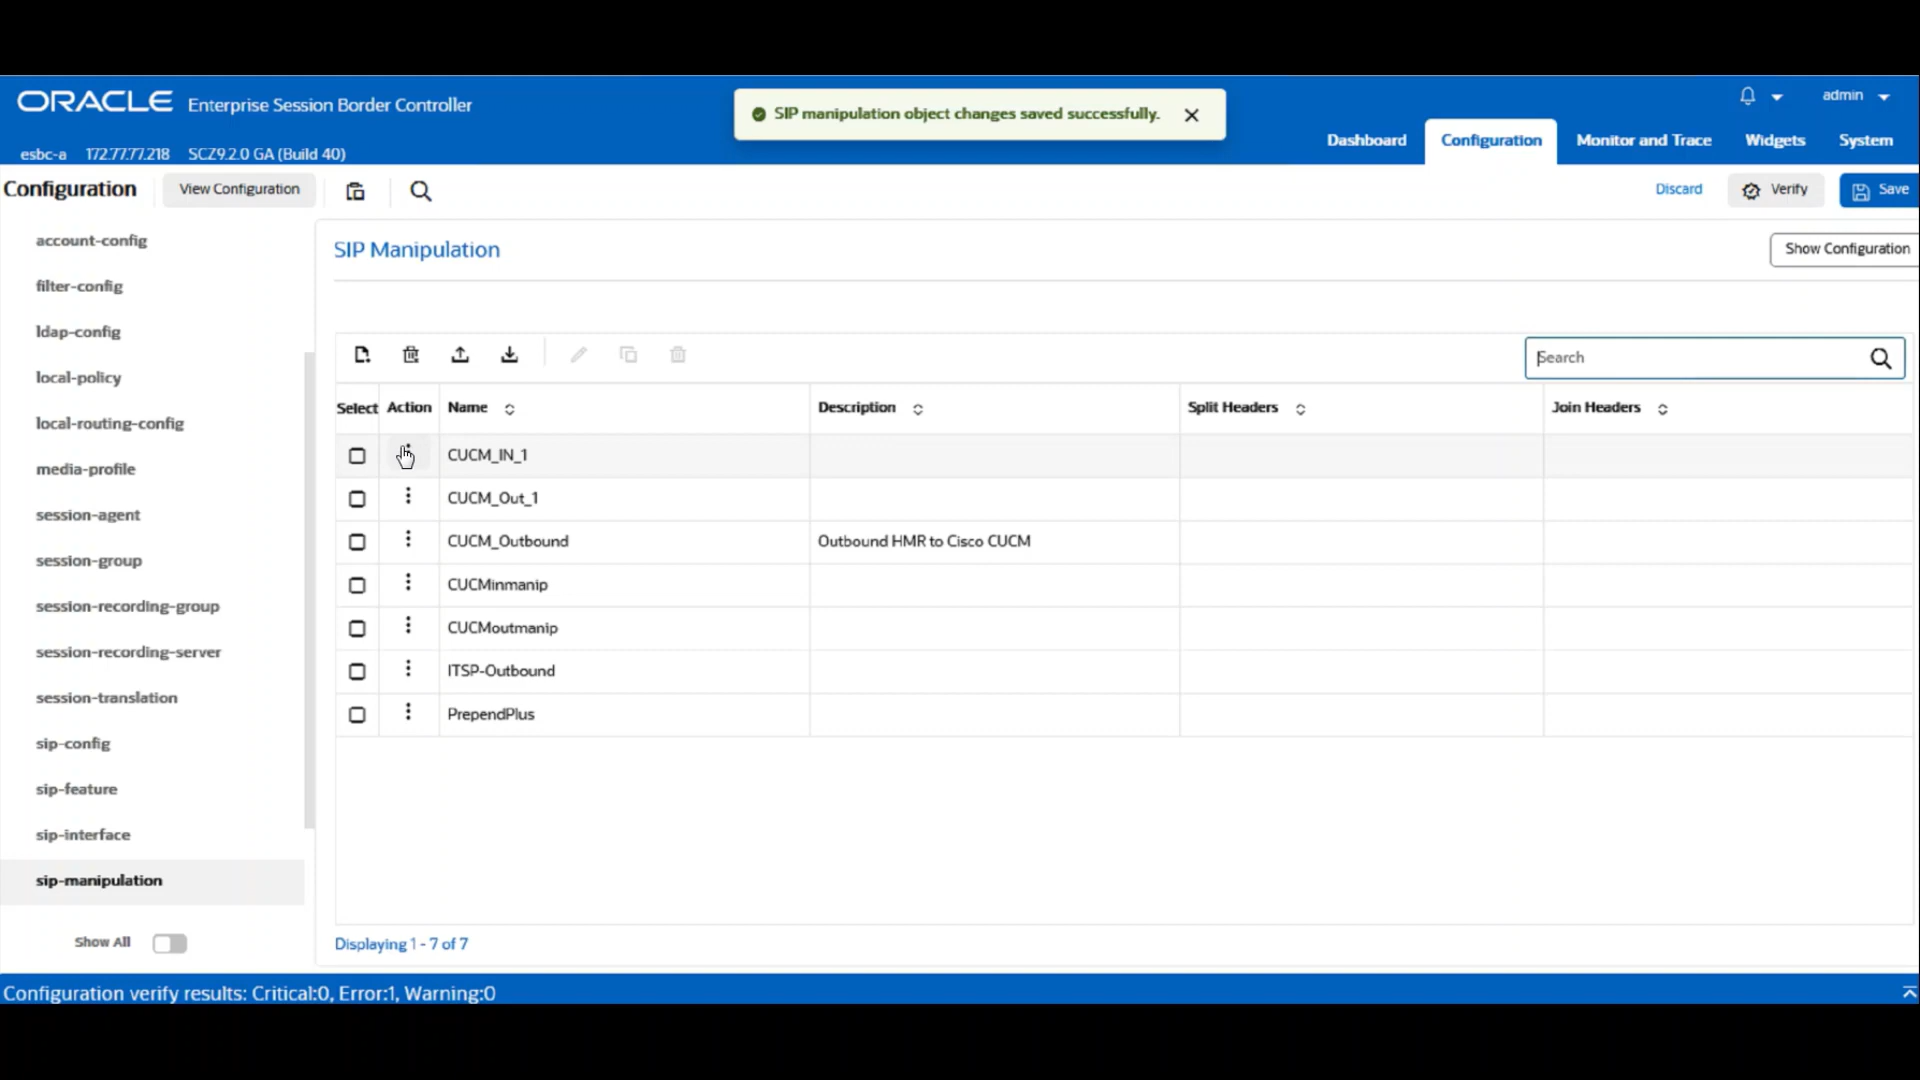 ORACLE Enterprise Session Border Controller
SIP manipulation object changes saved successfully.
admin
esbc-a 172.77.77.218 SCZ9.2.0 GA (Build 40)
Dashboard Configuration Monitor and Trace Widgets System
Configuration View Configuration Discard Verify Save
account-config
filter-config
ldap-config
local-policy
local-routing-config
media-profile
session-agent
session-group
session-recording-group
session-recording-server
session-translation
sip-config
sip-feature
sip-interface
sip-manipulation
Show All
SIP Manipulation Show Configuration
Search
Select Action Name Description Split Headers Join Headers
CUCM_IN_1
CUCM_Out_1
CUCM_Outbound Outbound HMR to Cisco CUCM
CUCMinmanip
CUCMoutmanip
ITSP-Outbound
PrependPlus
Displaying 1 - 7 of 7
Configuration verify results: Critical:0, Error:1, Warning:0